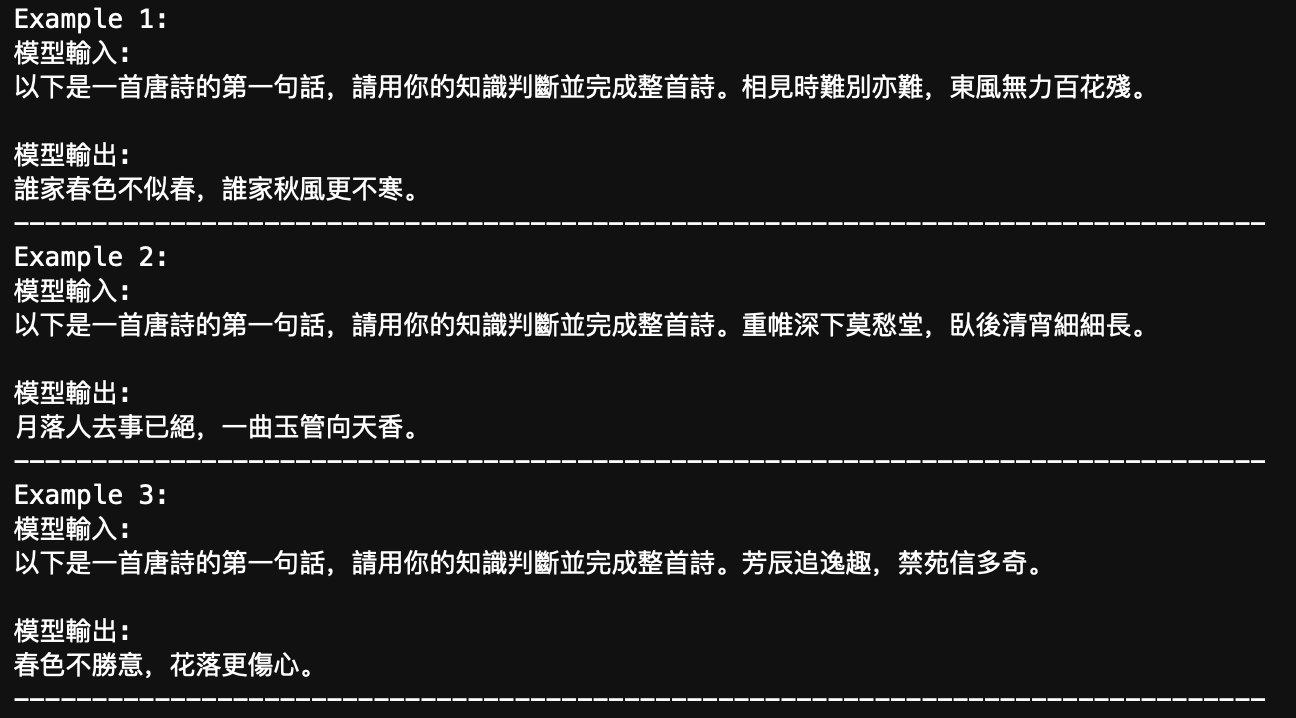 Example 1:
模型輸入:
以下是一首唐詩的第一句話，請用你的知識判斷並完成整首詩。相見時難別亦難，東風無力百花殘。
模型輸出:
誰家春色不似春，誰家秋風更不寒。
--------------------------------------------------------------------------------
Example 2:
模型輸入:
以下是一首唐詩的第一句話，請用你的知識判斷並完成整首詩。重帷深下莫愁堂，臥後清宵細細長。
模型輸出:
月落人去事已絕，一曲玉管向天香。
--------------------------------------------------------------------------------
Example 3:
模型輸入:
以下是一首唐詩的第一句話，請用你的知識判斷並完成整首詩。芳辰追逸趣，禁苑信多奇。
模型輸出:
春色不勝意，花落更傷心。
--------------------------------------------------------------------------------